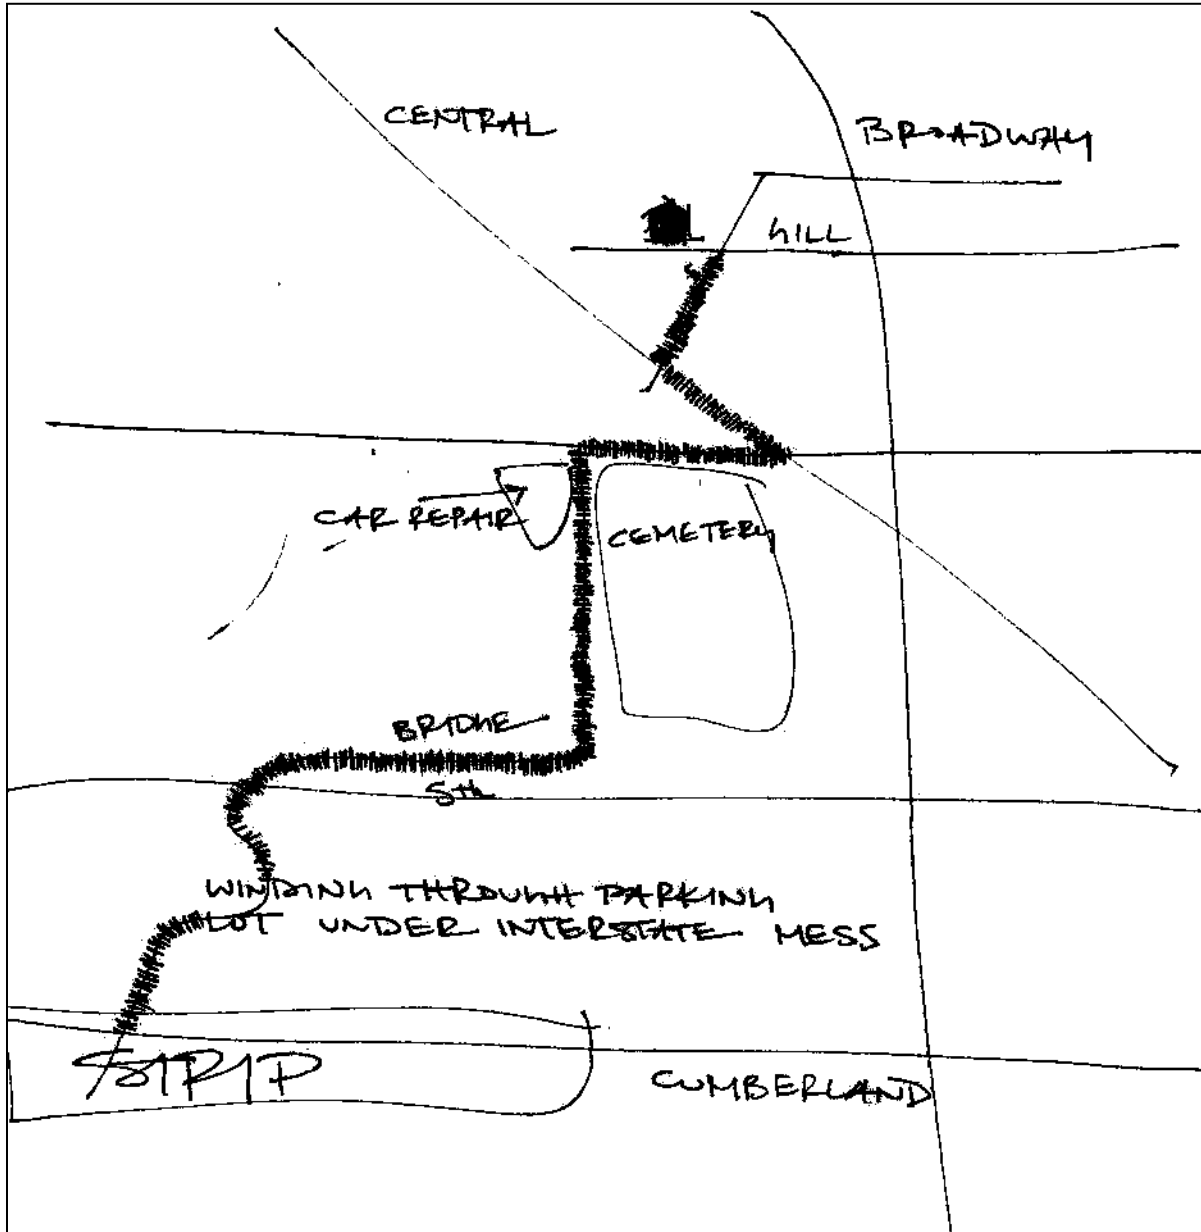 CENTRAL
BROADWAY
HILL
CAR REPAIR
CEMETERY
BRIDGE
5TH
WINDING THROUGH PARKING
LOT UNDER INTERSTATE MESS
STRIP
CUMBERLAND